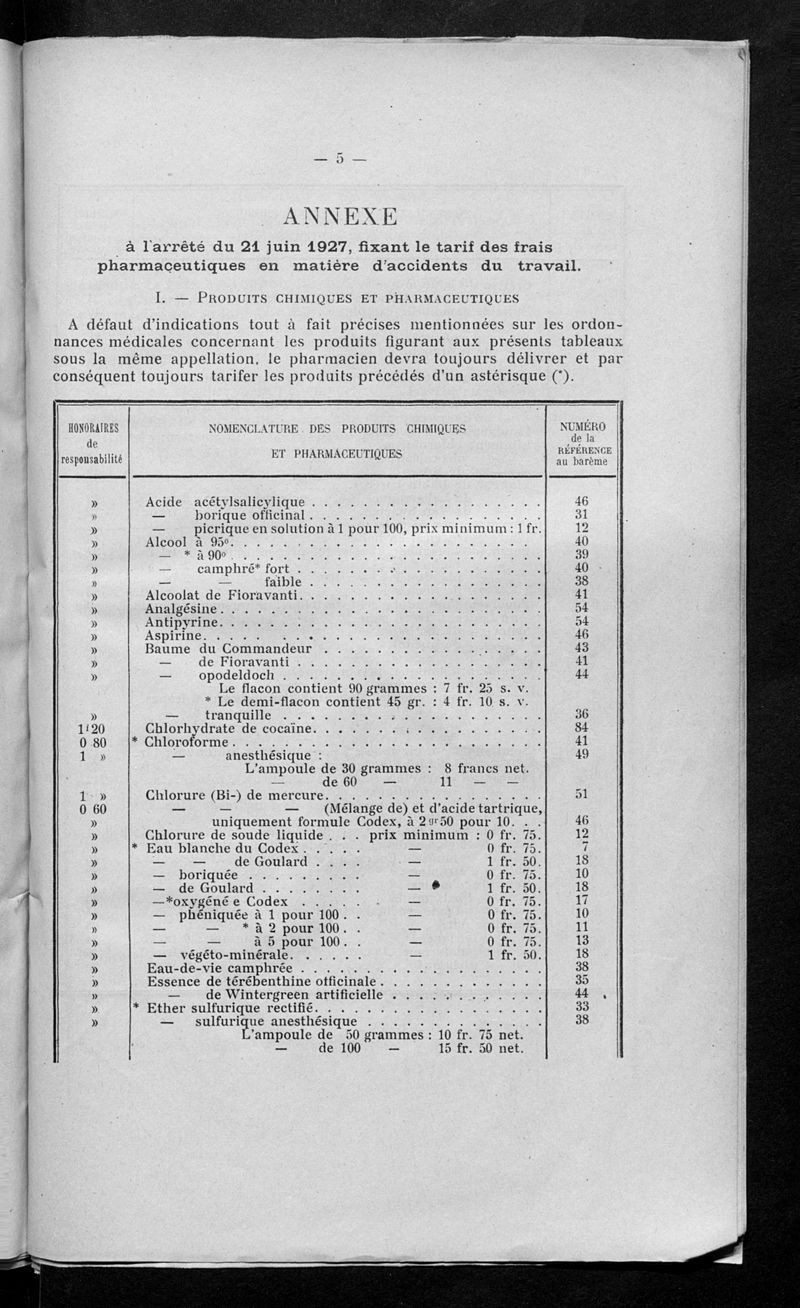 — 5 —
ANNEXE
à l'arrêté du 21 juin 1927, fixant le tarif des frais
pharmaceutiques en matière d'accidents du travail.
I. — PRODUITS CHIMIQUES ET PHARMACEUTIQUES
A défaut d'indications tout à fait précises mentionnées sur les ordon-
nances médicales concernant les produits figurant aux présents tableaux
sous la même appellation, le pharmacien devra toujours délivrer et par
conséquent toujours tarifer les produits précédés d'un astérisque (*).
HONORAIRES de responsabilité
NOMENCLATURE DES PRODUITS CHIMIQUES
ET PHARMACEUTIQUES
NUMÉRO de la RÉFÉRENCE au barème
» Acide acétylsalicylique . . . . . . . . . . . . . . . . . . 46
» — borique officinal . . . . . . . . . . . . . . . . . . 31
» — picrique en solution à 1 pour 100, prix minimum : 1 fr. 12
» Alcool à 95o. . . . . . . . . . . . . . . . . . . . . . . 40
» — * à 90o . . . . . . . . . . . . . . . . . . . . . . . 39
» — camphré* fort . . . . . . . . . . . . . . . . . . . 40
» — — faible . . . . . . . . . . . . . . . . . . 38
» Alcoolat de Fioravanti. . . . . . . . . . . . . . . . . . . 41
» Analgésine . . . . . . . . . . . . . . . . . . . . . . . . 54
» Antipyrine. . . . . . . . . . . . . . . . . . . . . . . . 54
» Aspirine. . . . . . . . . . . . . . . . . . . . . . . . . 46
» Baume du Commandeur . . . . . . . . . . . . . . . . . 43
» — de Fioravanti . . . . . . . . . . . . . . . . . . . 41
» — opodeldoch . . . . . . . . . . . . . . . . . . . . 44
Le flacon contient 90 grammes : 7 fr. 25 s. v.
* Le demi-flacon contient 45 gr. : 4 fr. 10 s. v.
» — tranquille . . . . . . . . . . . . . . . . . . . . 36
1f20 Chlorhydrate de cocaïne. . . . . . . . . . . . . . . . . . 84
0 80 * Chloroforme . . . . . . . . . . . . . . . . . . . . . . . 41
1 » — anesthésique : 49
L'ampoule de 30 grammes : 8 francs net.
— de 60 — 11 — —
1 » Chlorure (Bi-) de mercure. . . . . . . . . . . . . . . . . 51
0 60 — — — (Mélange de) et d'acide tartrique,
» uniquement formule Codex, à 2gr50 pour 10. . . 46
» Chlorure de soude liquide . . . prix minimum : 0 fr. 75. 12
» * Eau blanche du Codex . . . . . — 0 fr. 75. 7
» — — de Goulard . . . . — 1 fr. 50. 18
» — boriquée . . . . . . . . . — 0 fr. 75. 10
» — de Goulard . . . . . . . . — 1 fr. 50. 18
» —*oxygéné e Codex . . . . . . — 0 fr. 75. 17
» — phéniquée à 1 pour 100 . . — 0 fr. 75. 10
» — — * à 2 pour 100 . . — 0 fr. 75. 11
» — — à 5 pour 100 . . — 0 fr. 75. 13
» — végéto-minérale. . . . . . — 1 fr. 50. 18
» Eau-de-vie camphrée . . . . . . . . . . . . . . . . . . . 38
» Essence de térébenthine officinale . . . . . . . . . . . . . 35
» — de Wintergreen artificielle . . . . . . . . . . . . 44
» * Ether sulfurique rectifié. . . . . . . . . . . . . . . . . . 33
» — sulfurique anesthésique . . . . . . . . . . . . . . 38
L'ampoule de 50 grammes : 10 fr. 75 net.
— de 100 — 15 fr. 50 net.